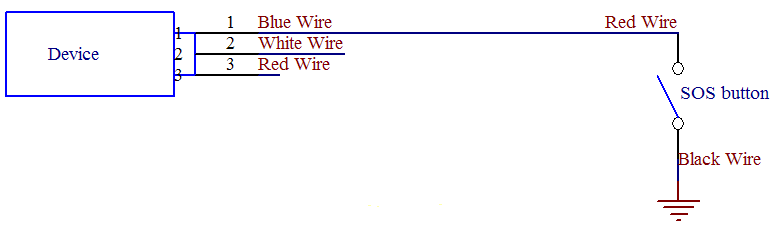 1 Blue Wire Red Wire
1
2 White Wire
Device 2
3 Red Wire
3
SOS button
Black Wire